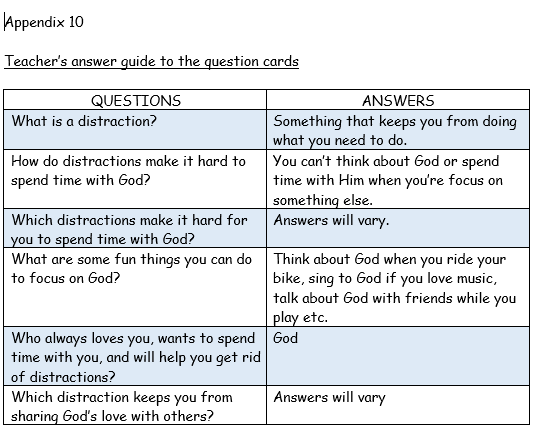 Appendix 10
Teacher's answer guide to the question cards
QUESTIONS
ANSWERS
What is a distraction?
Something that keeps you from doing
what you need to do.
How do distractions make it hard to
spend time with God?
You can't think about God or spend
time with Him when you're focus on
something else.
Which distractions make it hard for
you to spend time with God?
Answers will vary.
What are some fun things you can do
to focus on God?
Think about God when you ride your
bike, sing to God if you love music,
talk about God with friends while you
play etc.
Who always loves you, wants to spend
time with you, and will help you get rid
of distractions?
God
Which distraction keeps you from
sharing God's love with others?
Answers will vary